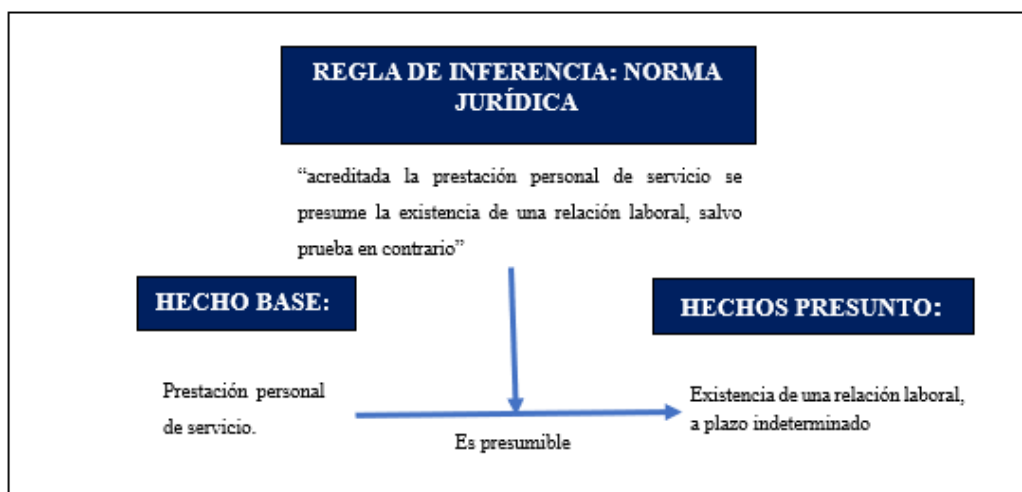 REGLA DE INFERENCIA: NORMA
JURÍDICA
“acreditada la prestación personal de servicio se
presume la existencia de una relación laboral, salvo
prueba en contrario”
HECHO BASE:
HECHOS PRESUNTO:
Prestación personal
de servicio.
Existencia de una relación laboral,
a plazo indeterminado
Es presumible